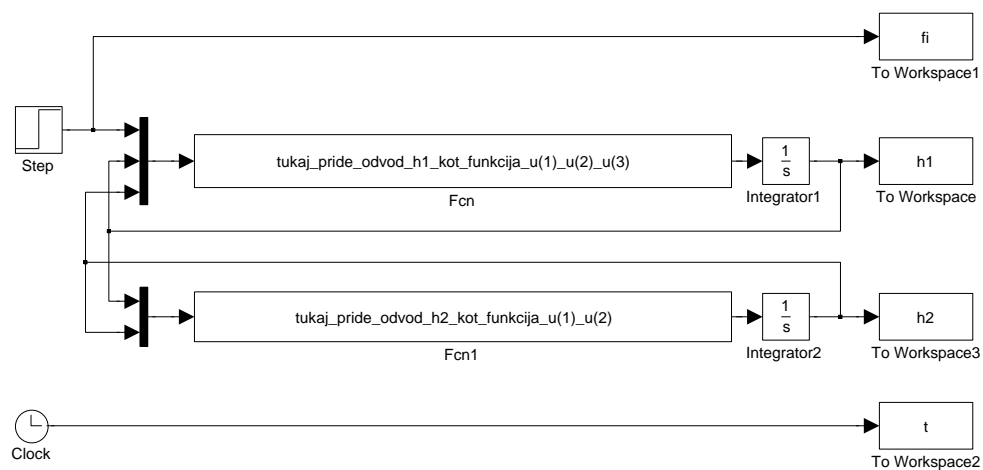 fi
To Workspace1
Step
tukaj_pride_odvod_h1_kot_funkcija_u(1)_u(2)_u(3)
Fcn
1
s
Integrator1
h1
To Workspace
tukaj_pride_odvod_h2_kot_funkcija_u(1)_u(2)
Fcn1
1
s
Integrator2
h2
To Workspace3
Clock
t
To Workspace2